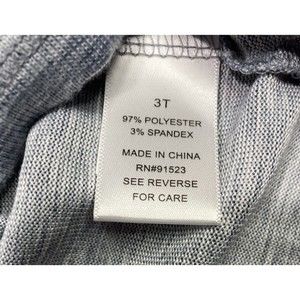 3T
97% POLYESTER
3% SPANDEX
MADE IN CHINA
RN#91523
SEE REVERSE
FOR CARE